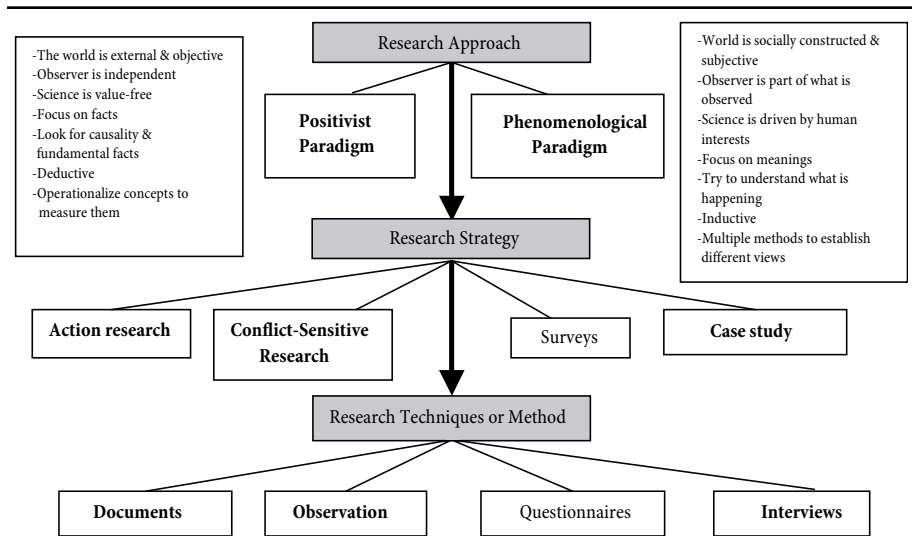 Research Approach
-The world is external & objective
-Observer is independent
-Science is value-free
-Focus on facts
-Look for causality &
fundamental facts
-Deductive
-Operationalize concepts to
measure them
Positivist
Paradigm
Phenomenological
Paradigm
-World is socially constructed &
subjective
-Observer is part of what is
observed
-Science is driven by human
interests
-Focus on meanings
-Try to understand what is
happening
-Inductive
-Multiple methods to establish
different views
Research Strategy
Action research
Conflict-Sensitive
Research
Surveys
Case study
Research Techniques or Method
Documents
Observation
Questionnaires
Interviews